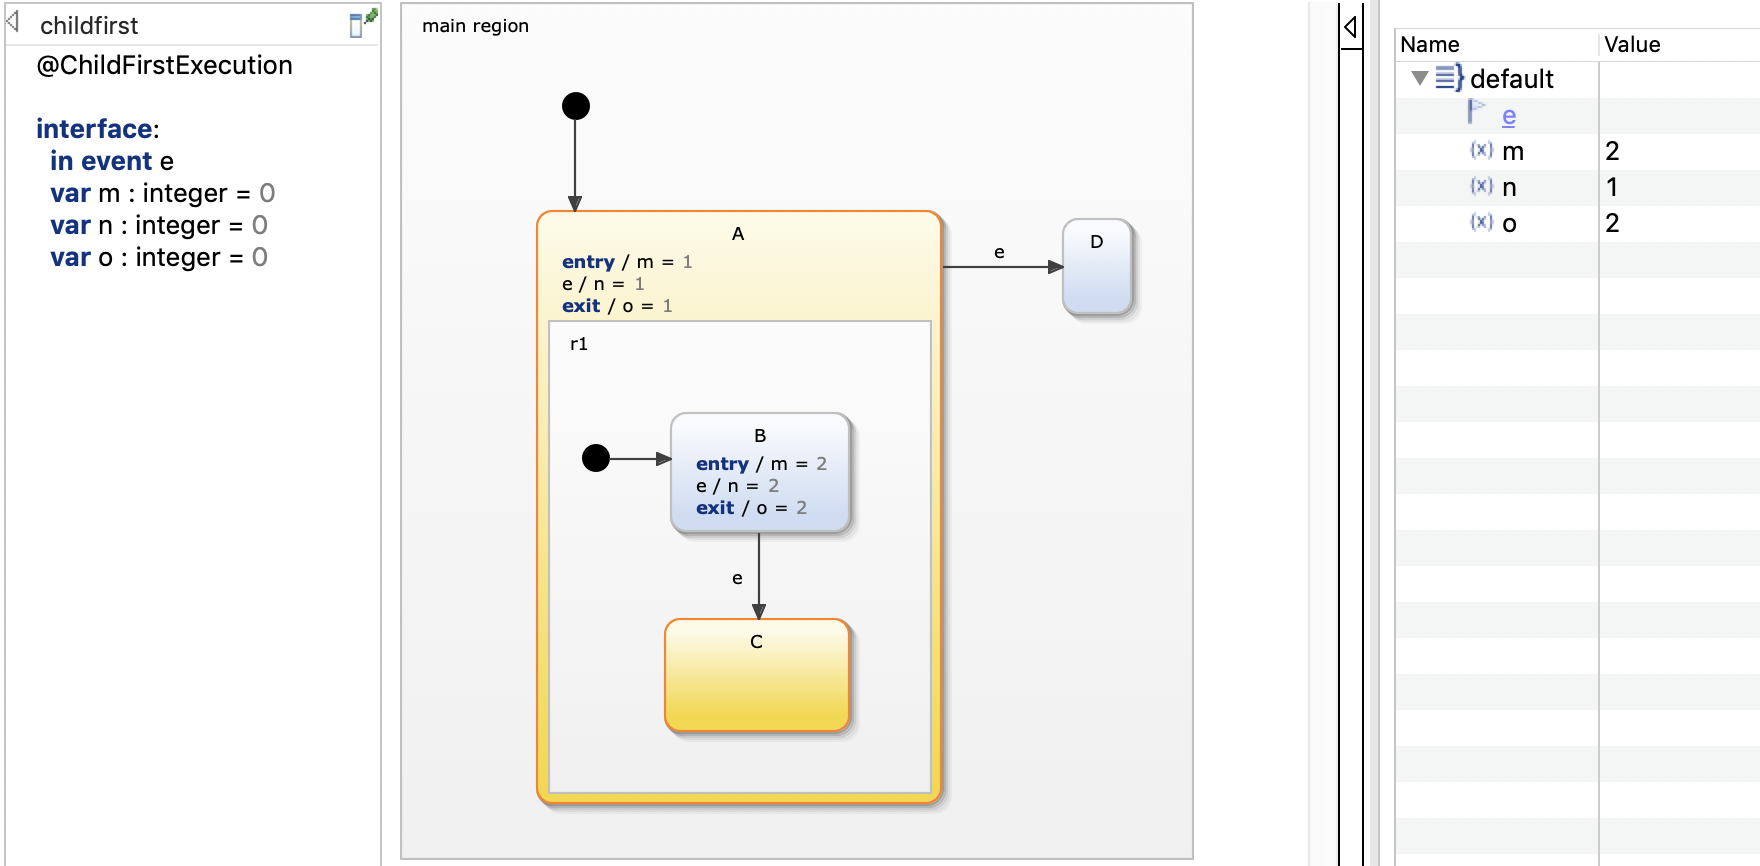 childfirst
@ChildFirstExecution
interface:
in event e
var m : integer = 0
var n : integer = 0
var o : integer = 0
main region
A
entry / m = 1
e / n = 1
exit / o = 1
r1
B
entry / m = 2
e / n = 2
exit / o = 2
e
C
e
D
Name Value
default
e
(x) m 2
(x) n 1
(x) o 2